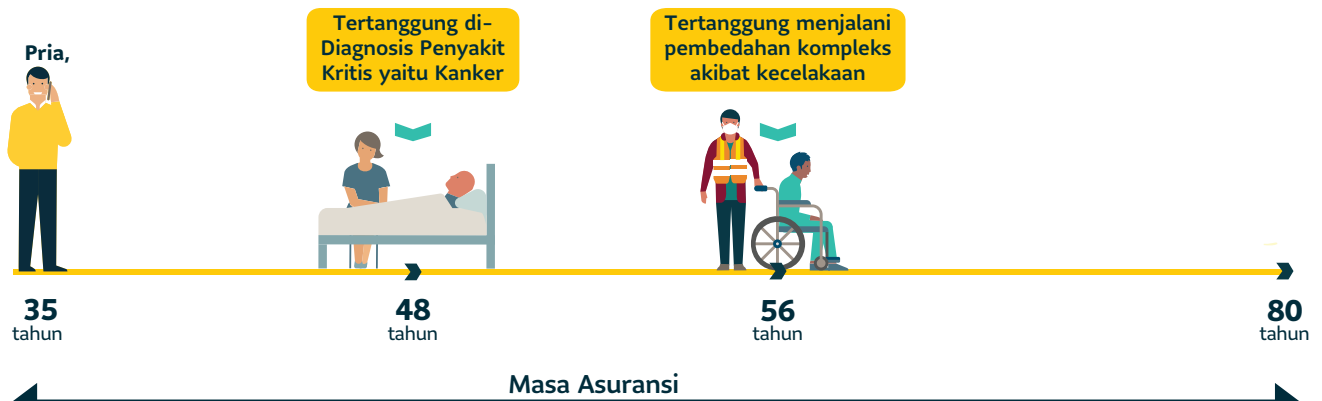 Pria,
Tertanggung di-
Diagnosis Penyakit
Kritis yaitu Kanker
Tertanggung menjalani
pembedahan kompleks
akibat kecelakaan
35
tahun
48
tahun
56
tahun
80
tahun
Masa Asuransi